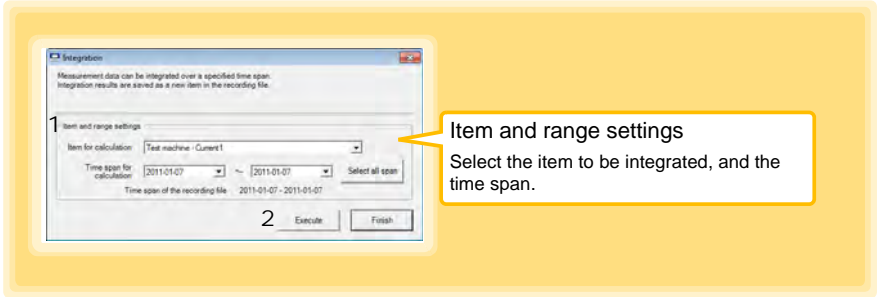 Integration
Measurement data can be integrated over a specified time span.
Integration results are saved as a new item in the recording file.
1
Item and range settings
Item for calculation Test machine - Current1
Time span for calculation 2011-01-07 ~ 2011-01-07 Select all span
Time span of the recording file 2011-01-07 - 2011-01-07
2 Execute Finish
Item and range settings
Select the item to be integrated, and the
time span.